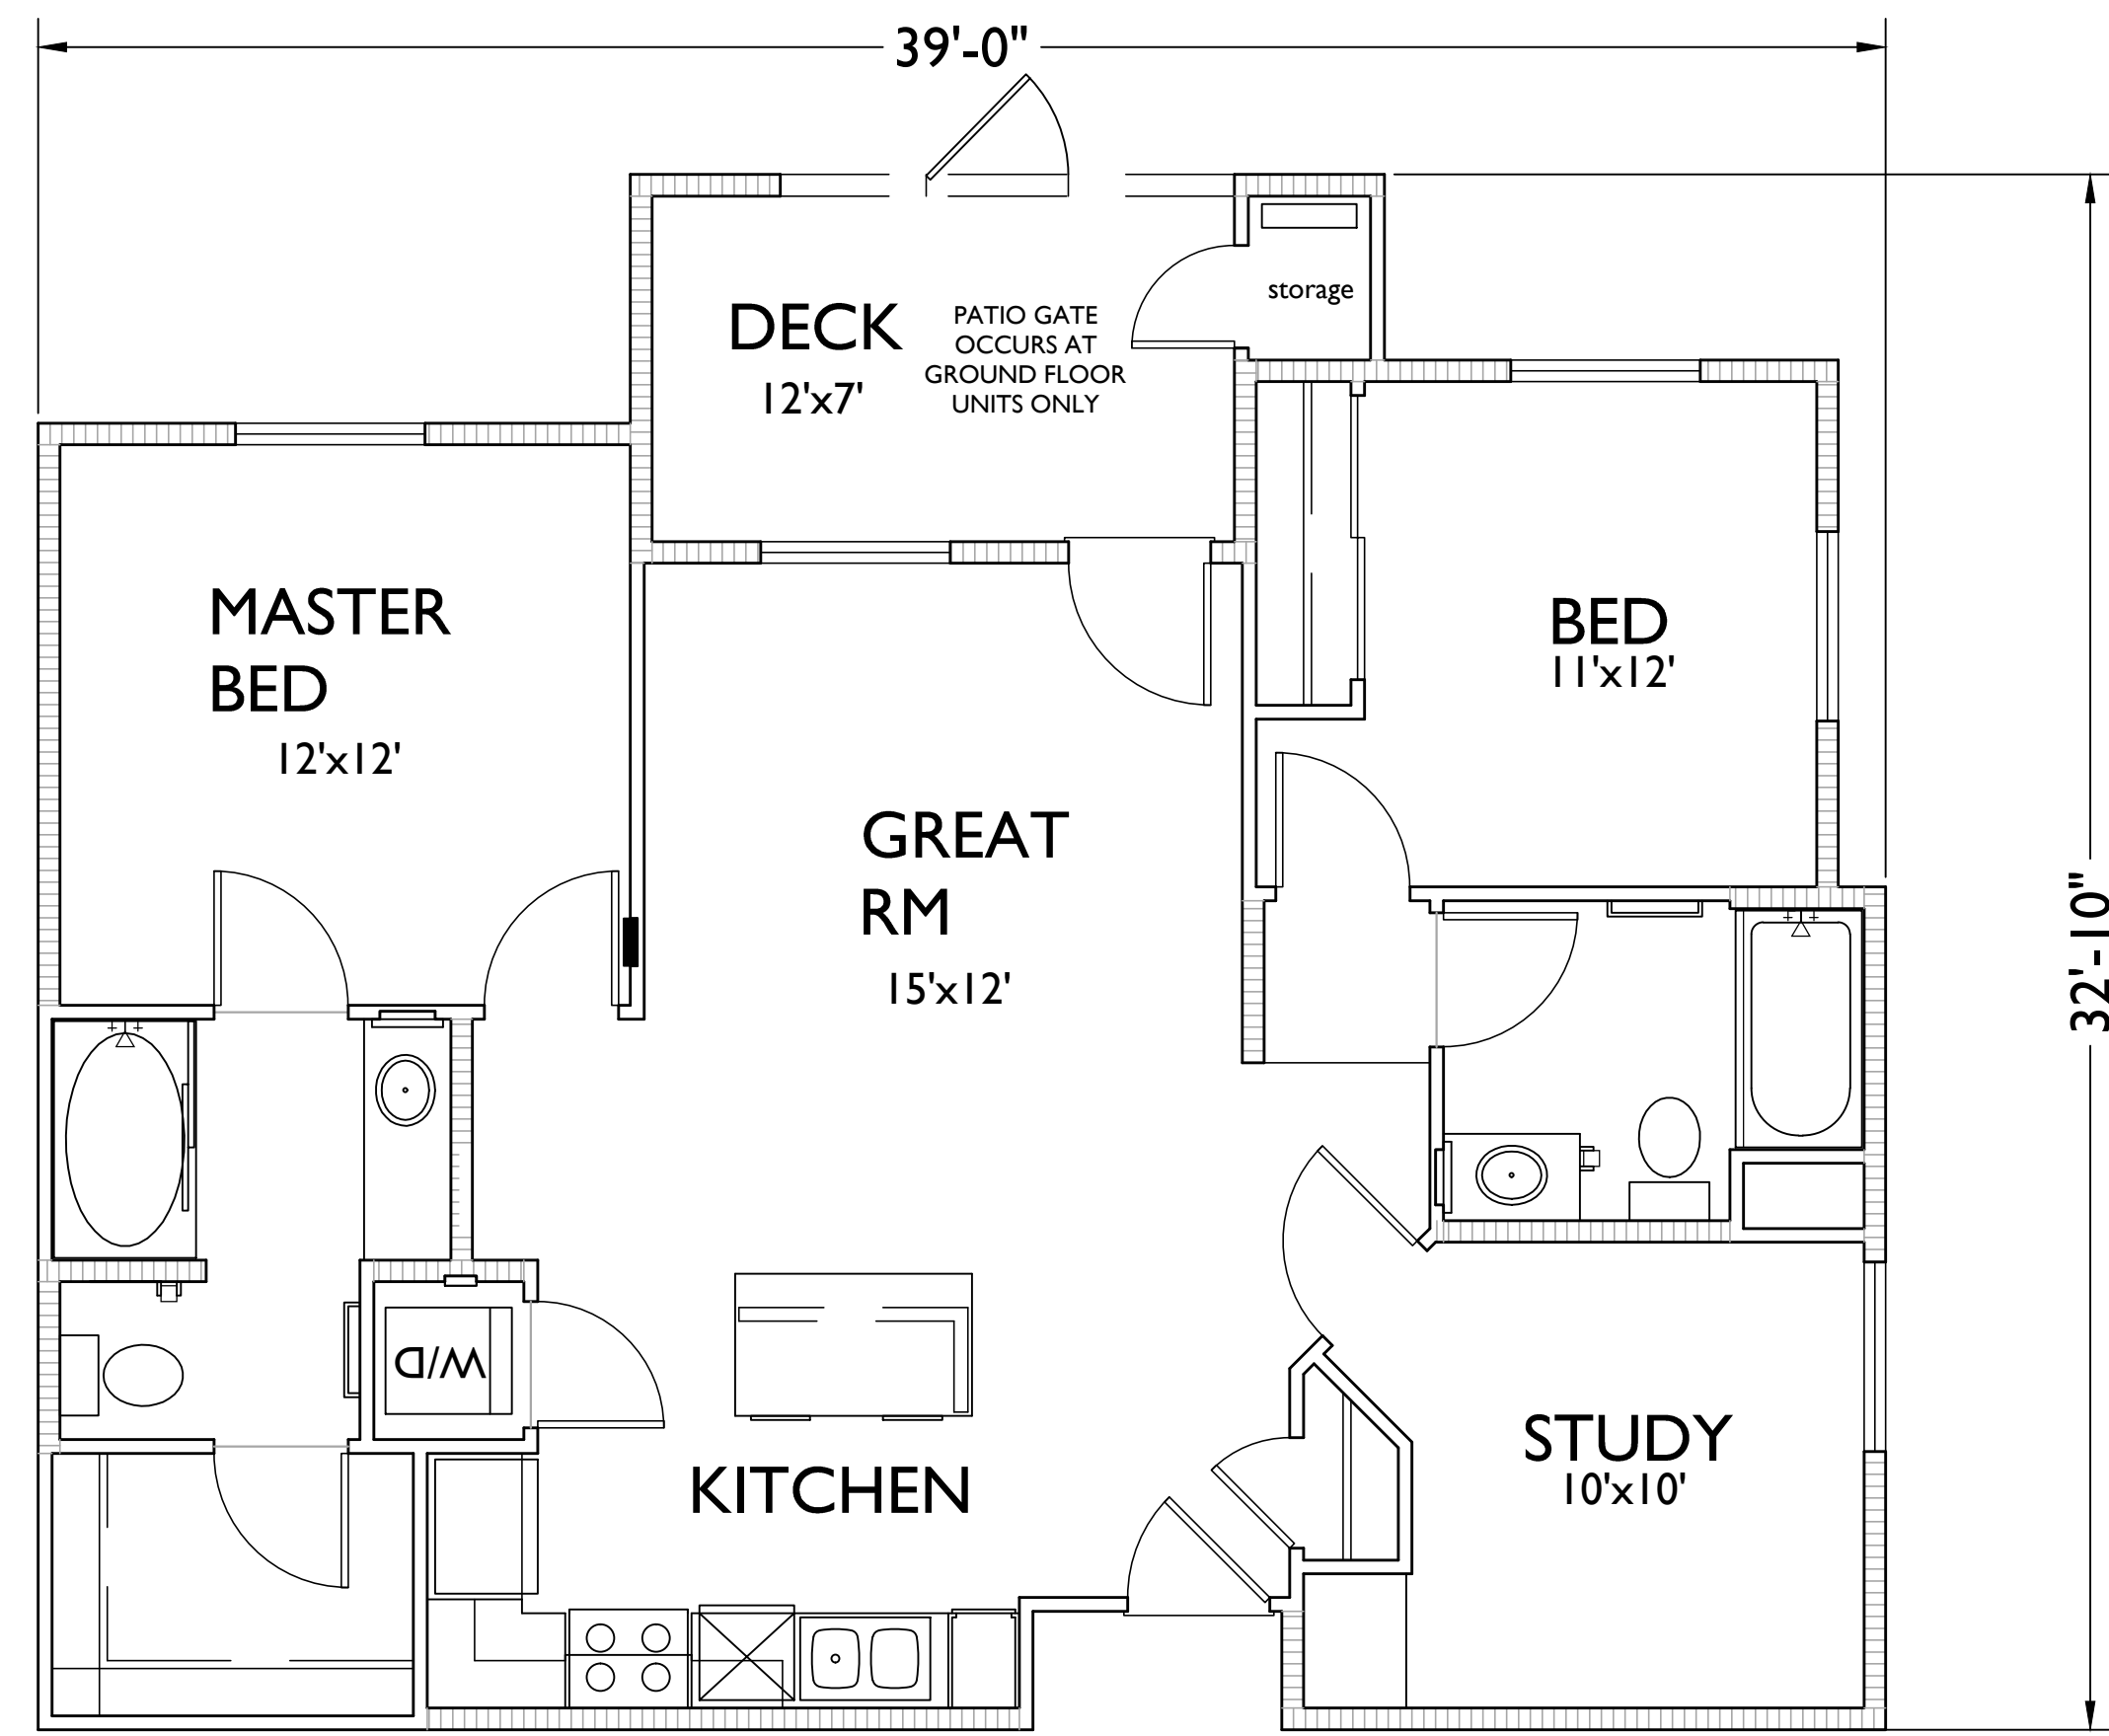 39'-0"
DECK
12'x7'
PATIO GATE
OCCURS AT
GROUND FLOOR
UNITS ONLY
storage
MASTER
BED
12'x12'
BED
11'x12'
GREAT
RM
15'x12'
32'-10"
W/D
KITCHEN
STUDY
10'x10'